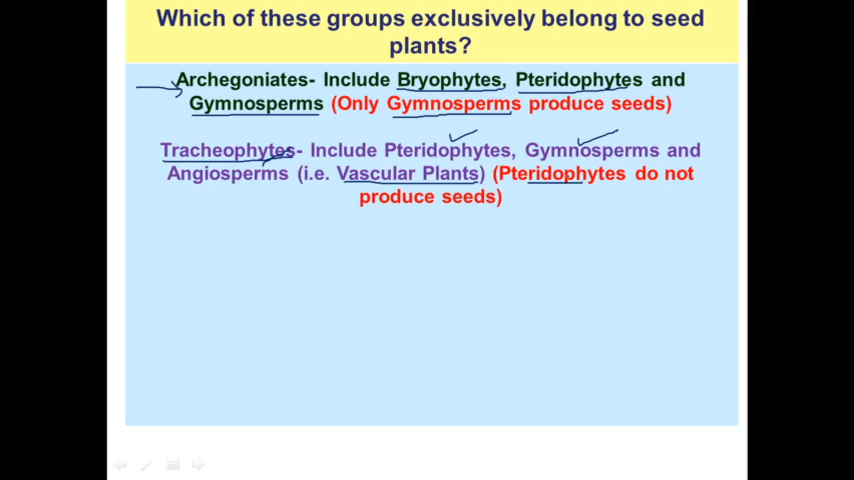 Which of these groups exclusively belong to seed
plants?
Archegoniates- Include Bryophytes, Pteridophytes and
Gymnosperms (Only Gymnosperms produce seeds)
Tracheophytes- Include Pteridophytes, Gymnosperms and
Angiosperms (i.e. Vascular Plants) (Pteridophytes do not
produce seeds)